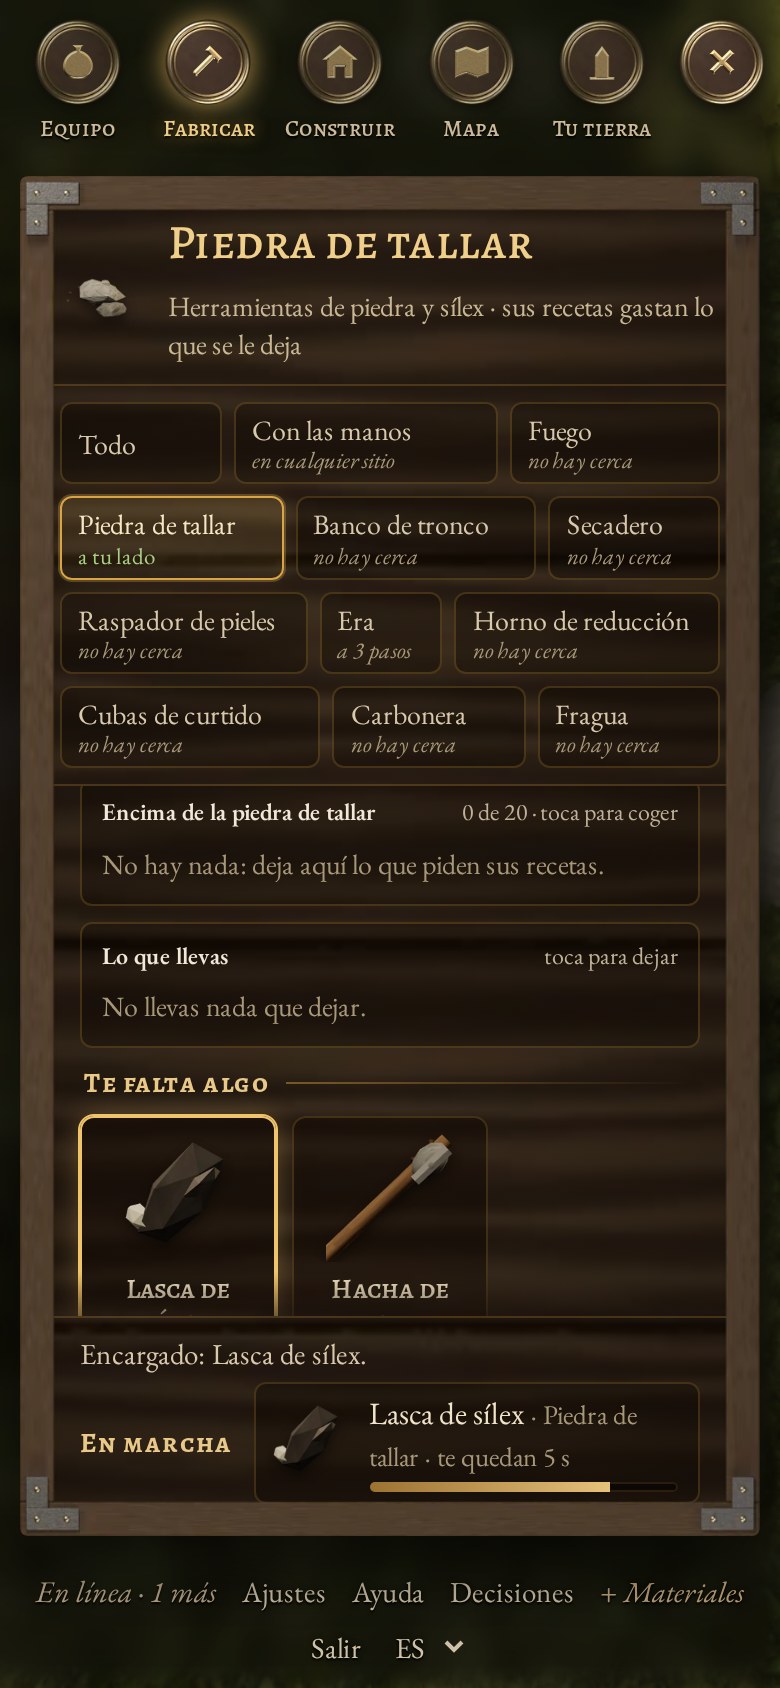 Equipo
Fabricar
Construir
Mapa
Tu tierra
Piedra de tallar
Herramientas de piedra y sílex · sus recetas gastan lo
que se le deja
Todo
Con las manos
en cualquier sitio
Fuego
no hay cerca
Piedra de tallar
a tu lado
Banco de tronco
no hay cerca
Secadero
no hay cerca
Raspador de pieles
no hay cerca
Era
a 3 pasos
Horno de reducción
no hay cerca
Cubas de curtido
no hay cerca
Carbonera
no hay cerca
Fragua
no hay cerca
Encima de la piedra de tallar
0 de 20 · toca para coger
No hay nada: deja aquí lo que piden sus recetas.
Lo que llevas
toca para dejar
No llevas nada que dejar.
Te falta algo
Lasca de
Hacha de
Encargado: Lasca de sílex.
En marcha
Lasca de sílex · Piedra de
tallar · te quedan 5 s
En línea · 1 más
Ajustes
Ayuda
Decisiones
+ Materiales
Salir
ES